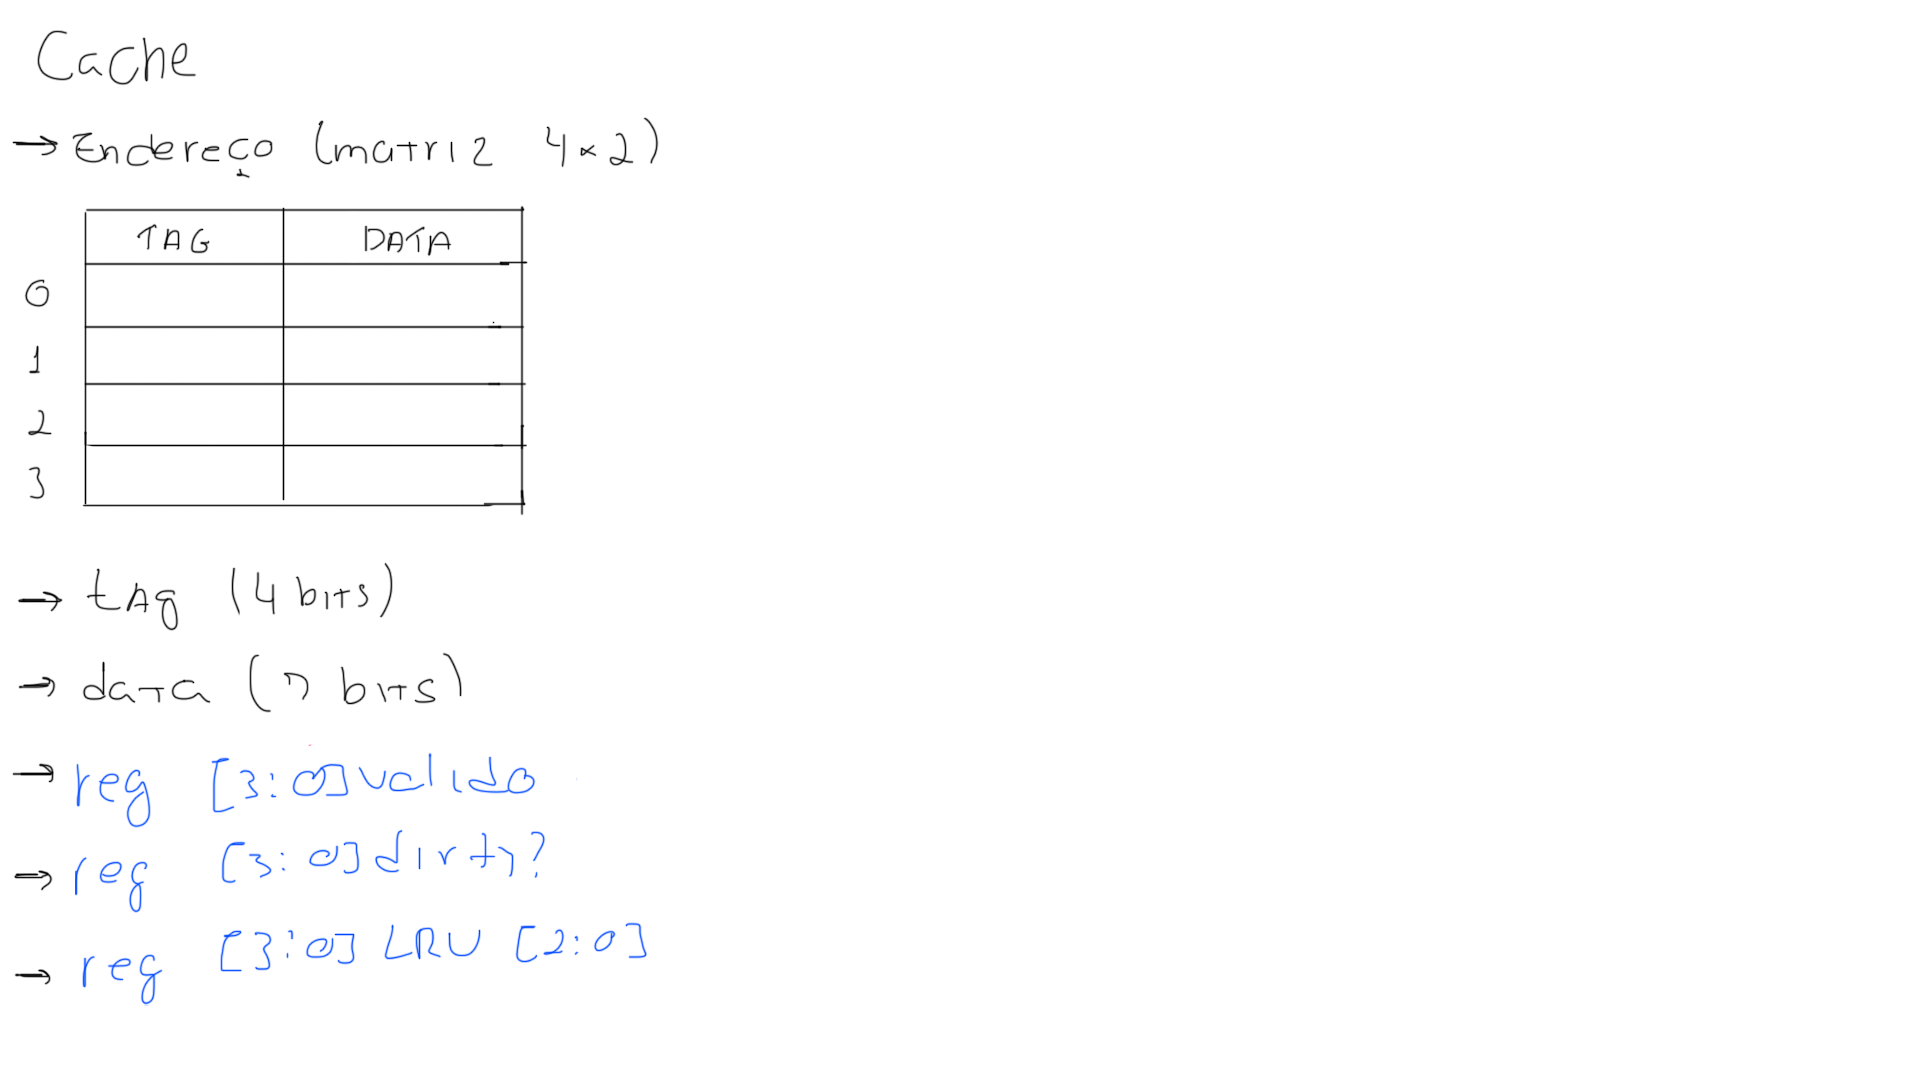 Cache
→ Endereço (matriz 4x2)
TAG DATA
0
1
2
3
→ tAg (4 bits)
→ data (7 bits)
→ reg [3:0] valido
→ reg [3:0] dirty?
→ reg [3:0] LRU [2:0]